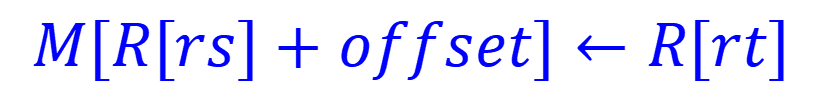 M[R[rs] + offset] ← R[rt]